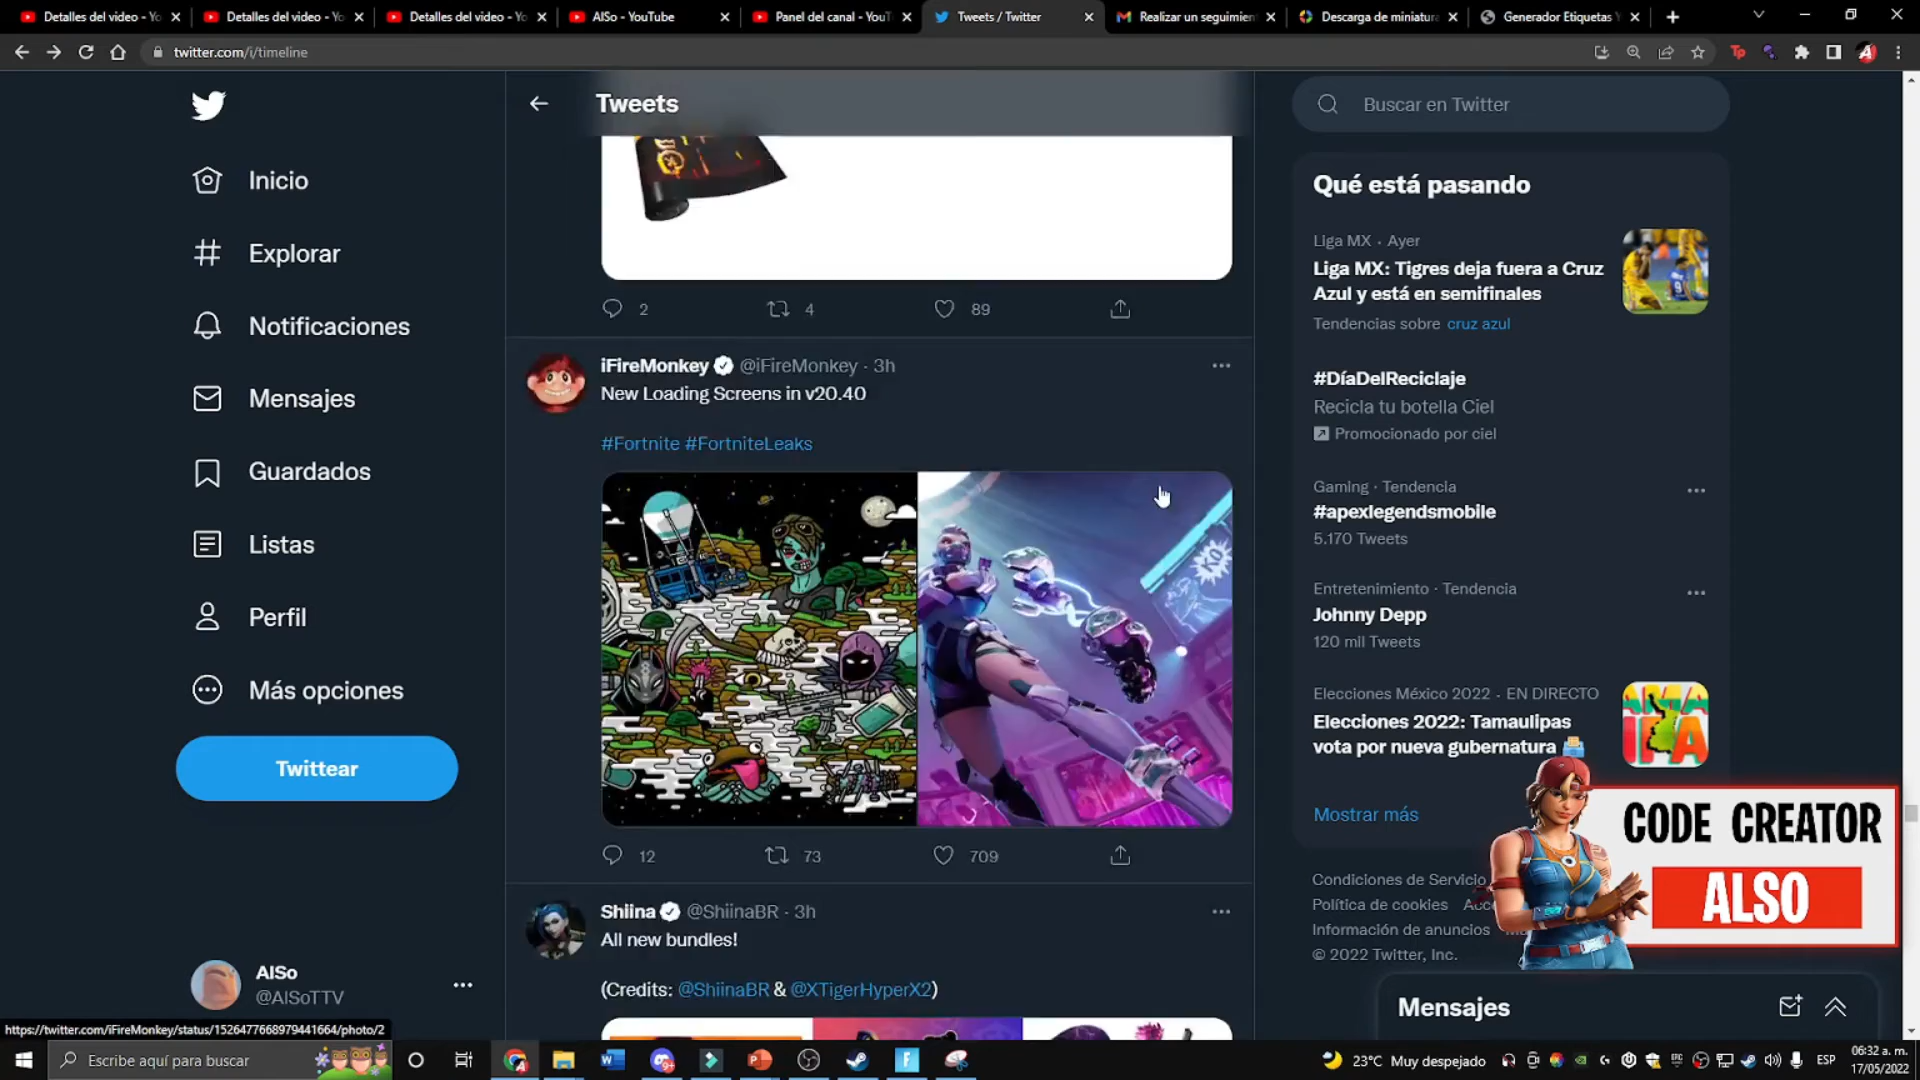 Detalles del video - Yo
Detalles del video - Yo
Detalles del video - Yo
AlSo - YouTube
Panel del canal - YouT
Tweets / Twitter
Realizar un seguimien
Descarga de miniatura
Generador Etiquetas Y
twitter.com/i/timeline
Inicio
Explorar
Notificaciones
Mensajes
Guardados
Listas
Perfil
Más opciones
Twittear
AlSo
@AlSoTTV
https://twitter.com/iFireMonkey/status/1526477668979441664/photo/2
Tweets
2
4
89
iFireMonkey @iFireMonkey · 3h
New Loading Screens in v20.40
#Fortnite #FortniteLeaks
KO
12
73
709
Shiina @ShiinaBR · 3h
All new bundles!
(Credits: @ShiinaBR & @XTigerHyperX2)
Buscar en Twitter
Qué está pasando
Liga MX · Ayer
Liga MX: Tigres deja fuera a Cruz
Azul y está en semifinales
Tendencias sobre cruz azul
#DíaDelReciclaje
Recicla tu botella Ciel
Promocionado por ciel
Gaming · Tendencia
#apexlegendsmobile
5.170 Tweets
Entretenimiento · Tendencia
Johnny Depp
120 mil Tweets
Elecciones México 2022 · EN DIRECTO
Elecciones 2022: Tamaulipas
vota por nueva gubernatura
Mostrar más
CODE CREATOR
ALSO
Condiciones de Servicio
Política de cookies
Información de anuncios
© 2022 Twitter, Inc.
Mensajes
Escribe aquí para buscar
23°C Muy despejado
ESP
06:32 a. m.
17/05/2022